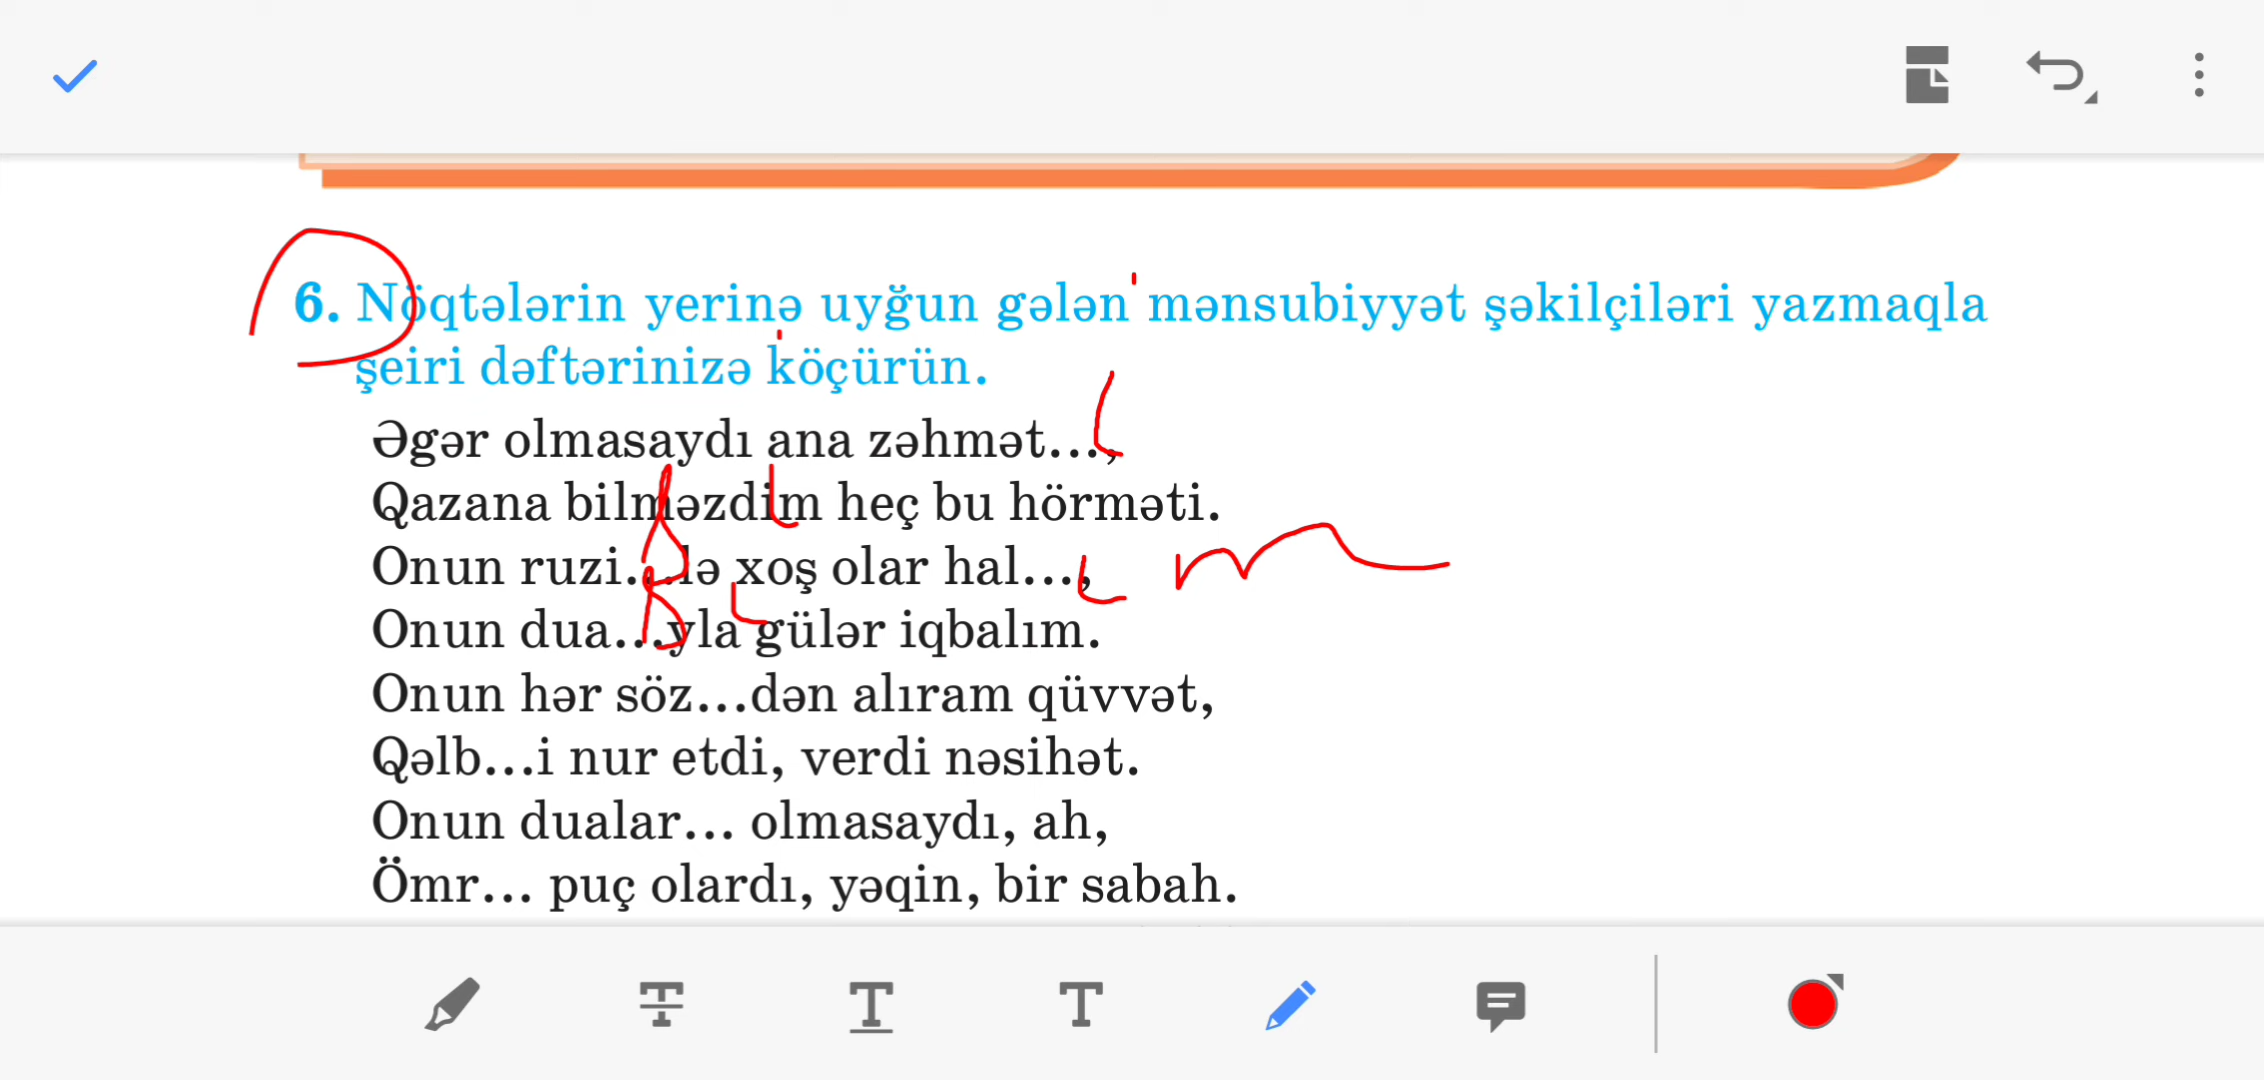 6. Nöqtələrin yerinə uyğun gələn mənsubiyyət şəkilçiləri yazmaqla
şeiri dəftərinizə köçürün.
Əgər olmasaydı ana zəhmət...,
Qazana bilməzdim heç bu hörməti.
Onun ruzi...lə xoş olar hal...,
Onun dua...yla gülər iqbalım.
Onun hər söz...dən alıram qüvvət,
Qəlb...i nur etdi, verdi nəsihət.
Onun dualar... olmasaydı, ah,
Ömr... puç olardı, yəqin, bir sabah.